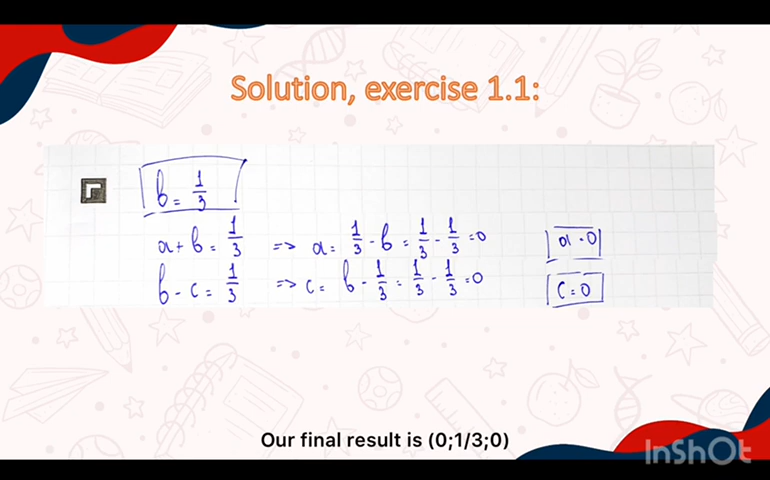 Solution, exercise 1.1:
b = 1/3
a + b = 1/3 => a = 1/3 - b = 1/3 - 1/3 = 0 a = 0
b - c = 1/3 => c = b - 1/3 = 1/3 - 1/3 = 0 c = 0
Our final result is (0;1/3;0)
InShOt